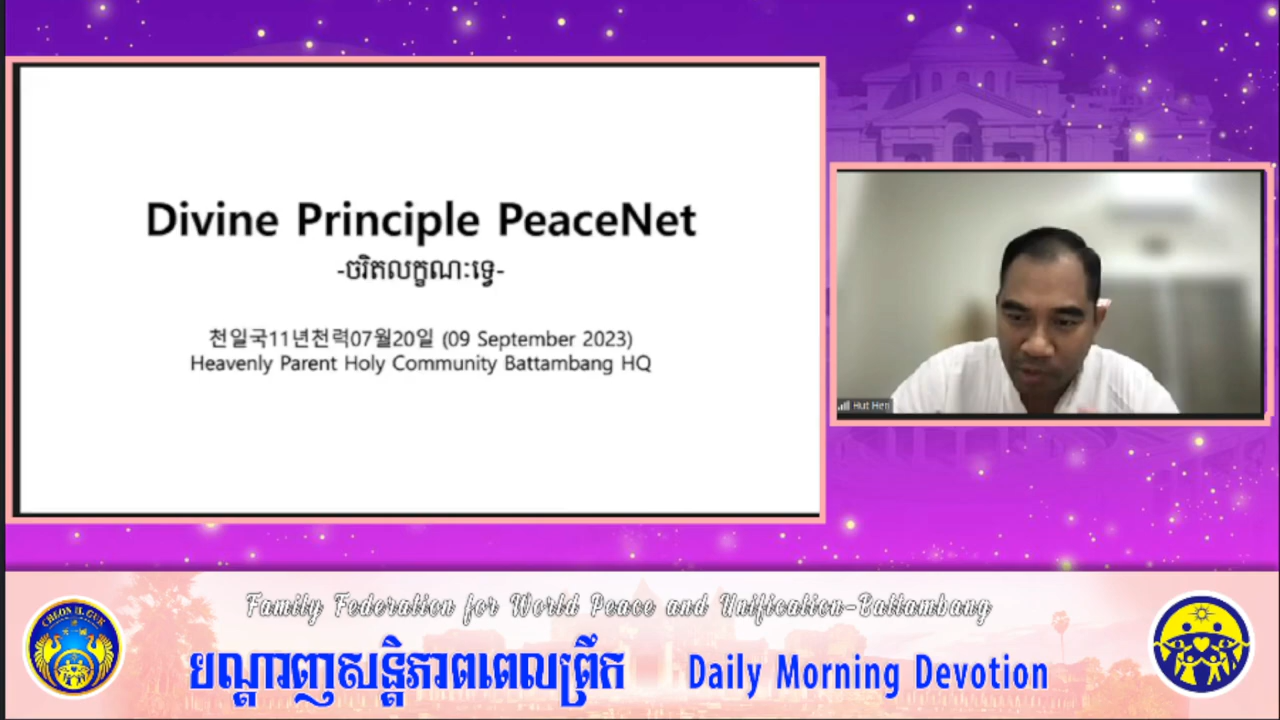 Divine Principle PeaceNet
-ចរិតលក្ខណៈទ្វេ-
천일국11년천력07월20일 (09 September 2023)
Heavenly Parent Holy Community Battambang HQ
Hut Hen
Family Federation for World Peace and Unification-Battambang
បណ្តាញសន្តិភាពពេលព្រឹក Daily Morning Devotion
CHEON IL GUK